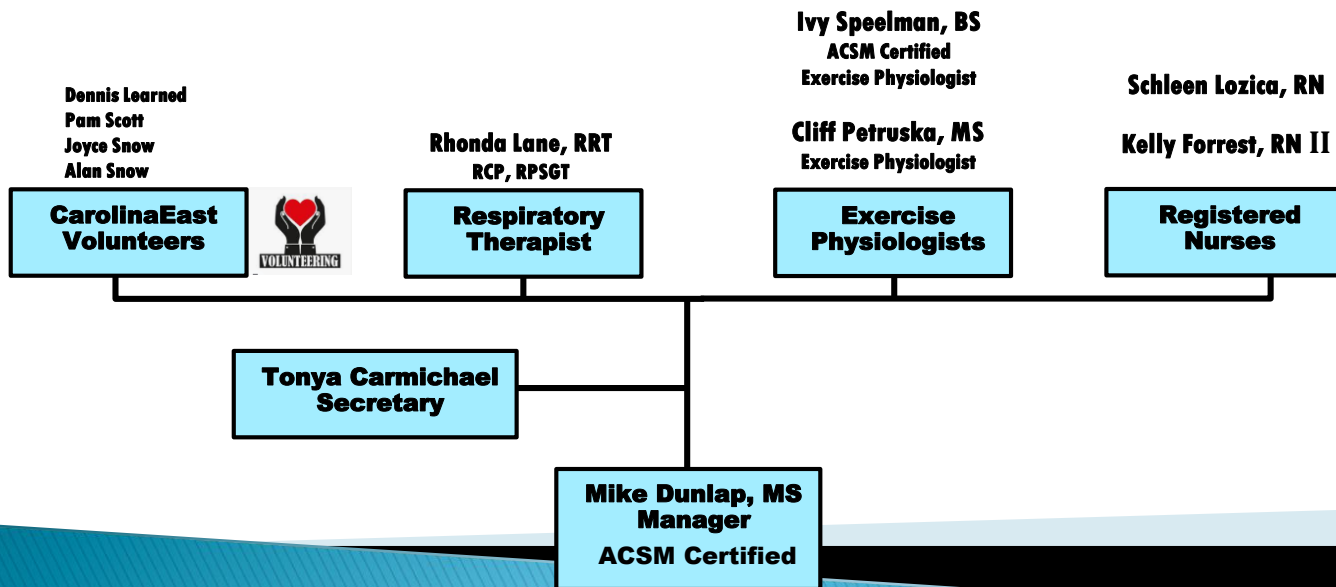 Dennis Learned
Pam Scott
Joyce Snow
Alan Snow
CarolinaEast
Volunteers
VOLUNTEERING
Rhonda Lane, RRT
RCP, RPSGT
Respiratory
Therapist
Ivy Speelman, BS
ACSM Certified
Exercise Physiologist
Cliff Petruska, MS
Exercise Physiologist
Exercise
Physiologists
Schleen Lozica, RN
Kelly Forrest, RN II
Registered
Nurses
Tonya Carmichael
Secretary
Mike Dunlap, MS
Manager
ACSM Certified